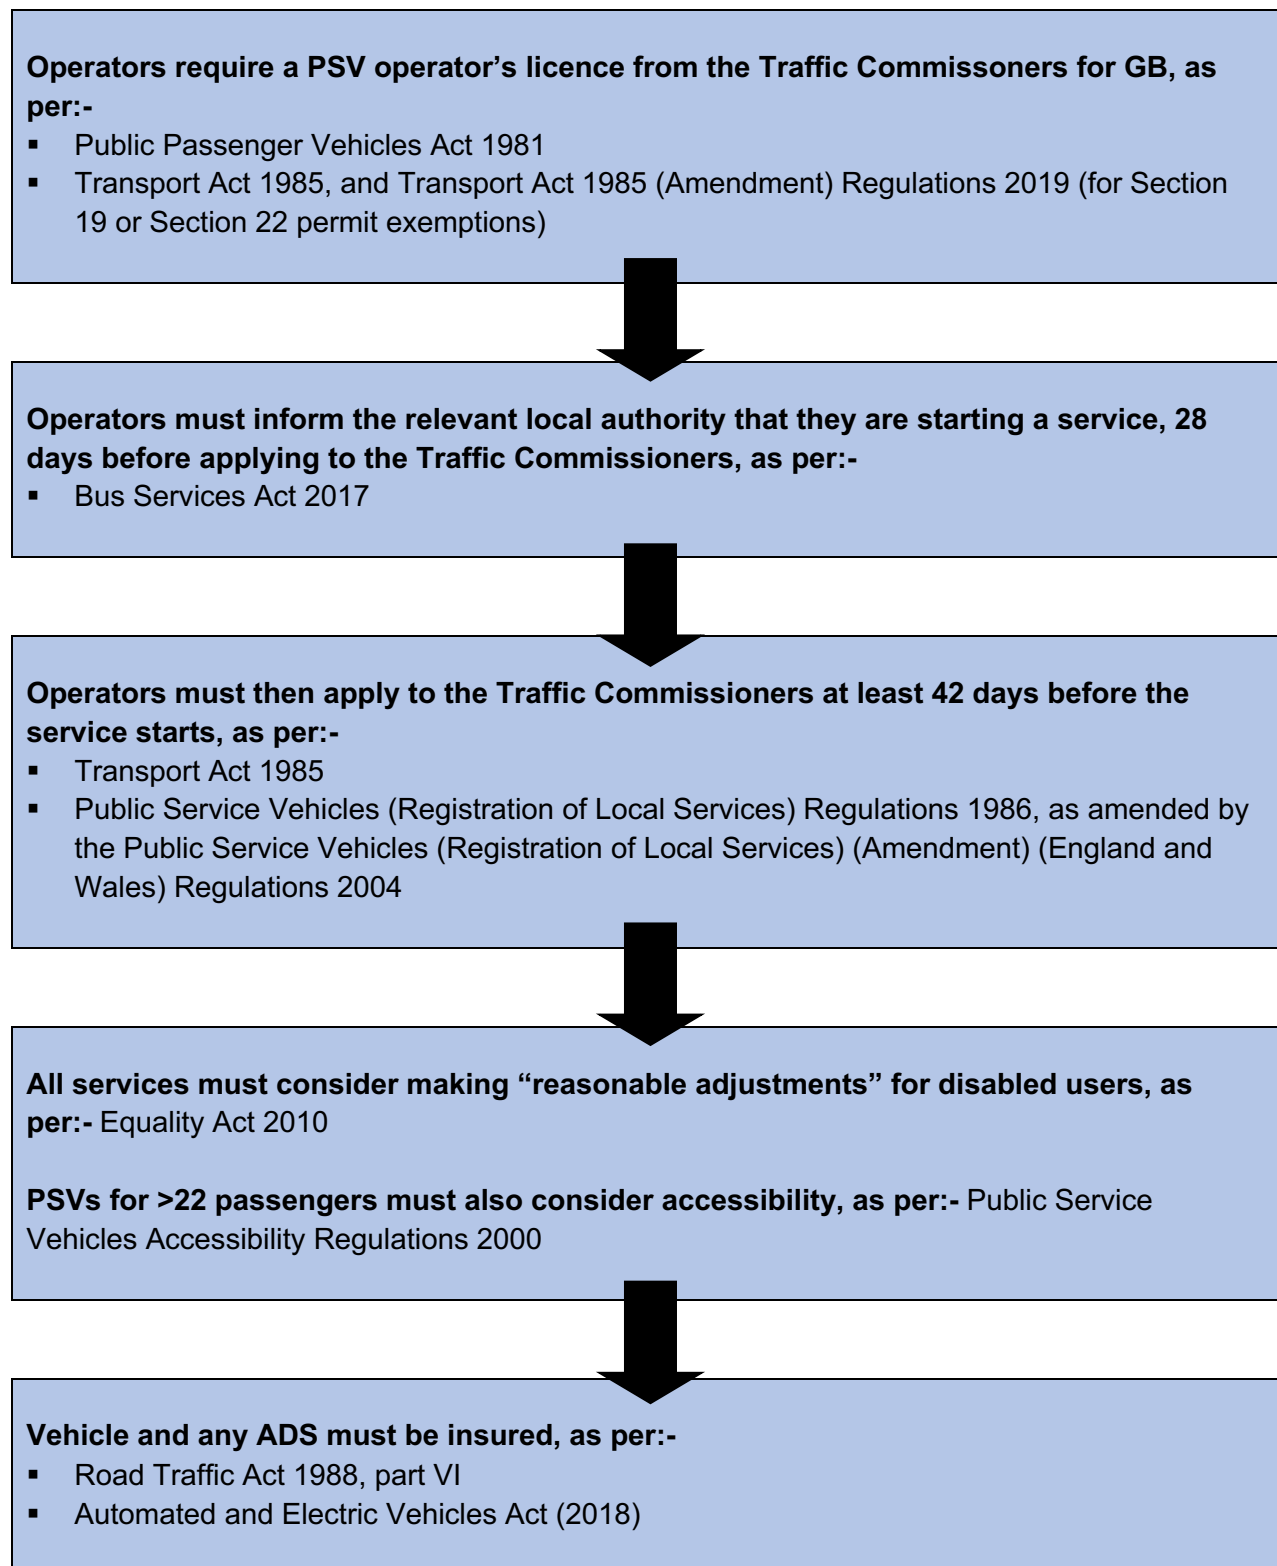 Operators require a PSV operator’s licence from the Traffic Commissoners for GB, as
per:-
▪ Public Passenger Vehicles Act 1981
▪ Transport Act 1985, and Transport Act 1985 (Amendment) Regulations 2019 (for Section
19 or Section 22 permit exemptions)
Operators must inform the relevant local authority that they are starting a service, 28
days before applying to the Traffic Commissioners, as per:-
▪ Bus Services Act 2017
Operators must then apply to the Traffic Commissioners at least 42 days before the
service starts, as per:-
▪ Transport Act 1985
▪ Public Service Vehicles (Registration of Local Services) Regulations 1986, as amended by
the Public Service Vehicles (Registration of Local Services) (Amendment) (England and
Wales) Regulations 2004
All services must consider making “reasonable adjustments” for disabled users, as
per:- Equality Act 2010
PSVs for >22 passengers must also consider accessibility, as per:- Public Service
Vehicles Accessibility Regulations 2000
Vehicle and any ADS must be insured, as per:-
▪ Road Traffic Act 1988, part VI
▪ Automated and Electric Vehicles Act (2018)